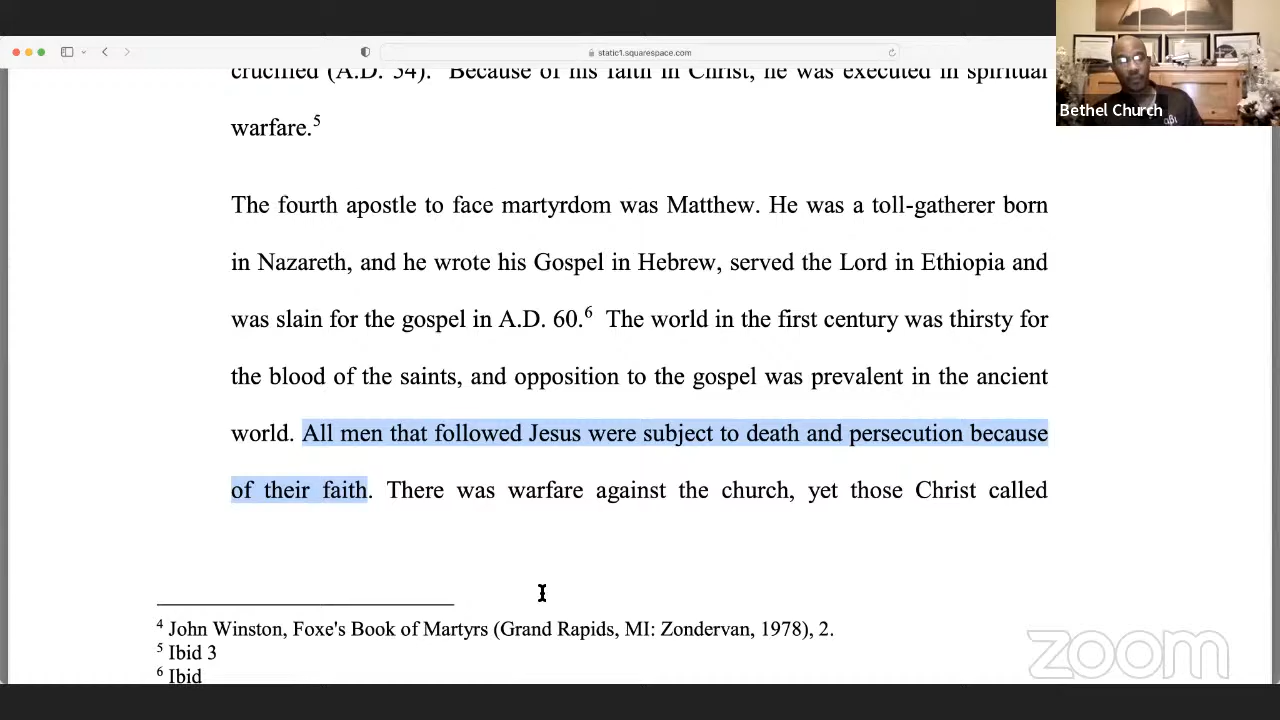 static1.squarespace.com
Bethel Church
crucified (A.D. 54). Because of his faith in Christ, he was executed in spiritual
warfare.5
The fourth apostle to face martyrdom was Matthew. He was a toll-gatherer born
in Nazareth, and he wrote his Gospel in Hebrew, served the Lord in Ethiopia and
was slain for the gospel in A.D. 60.6 The world in the first century was thirsty for
the blood of the saints, and opposition to the gospel was prevalent in the ancient
world. All men that followed Jesus were subject to death and persecution because
of their faith. There was warfare against the church, yet those Christ called
4 John Winston, Foxe's Book of Martyrs (Grand Rapids, MI: Zondervan, 1978), 2.
5 Ibid 3
6 Ibid
zoom